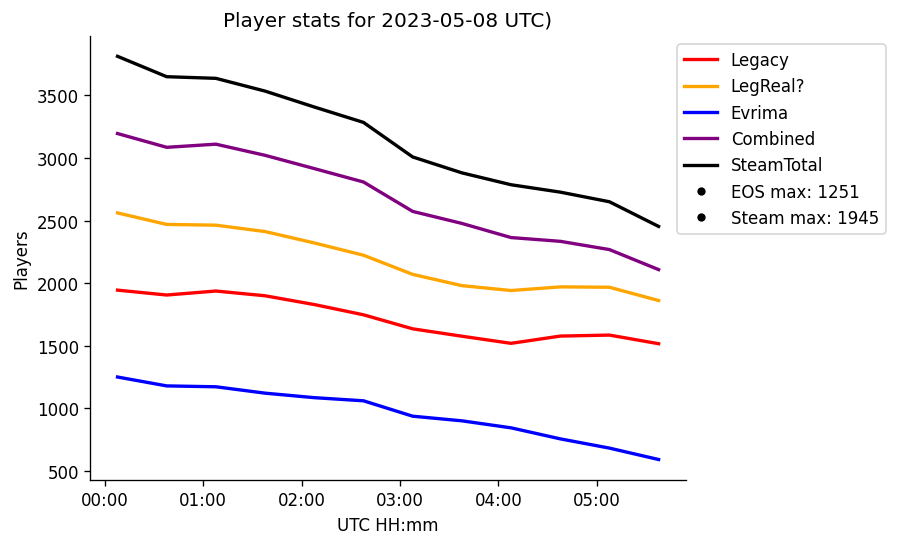 Player stats for 2023-05-08 UTC)
Legacy
LegReal?
Evrima
Combined
SteamTotal
EOS max: 1251
Steam max: 1945
Players
3500
3000
2500
2000
1500
1000
500
00:00 01:00 02:00 03:00 04:00 05:00
UTC HH:mm